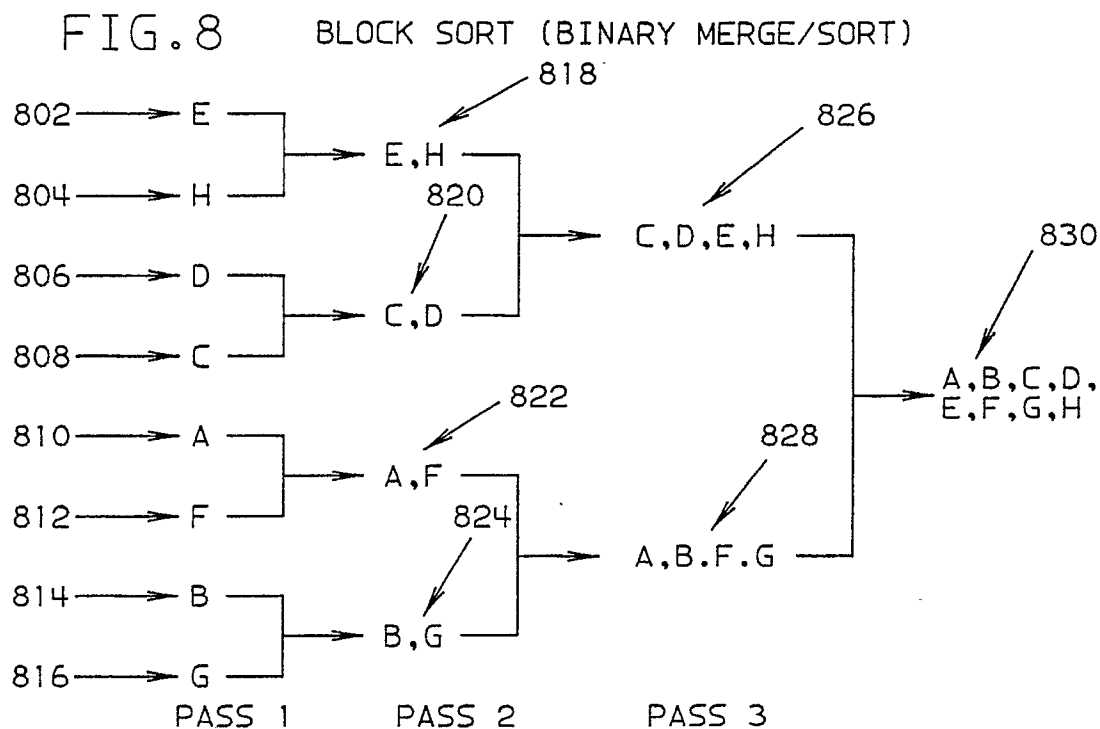 FIG.8 BLOCK SORT (BINARY MERGE/SORT)
818
802 E
826
E,H
804 H
820
C,D,E,H
830
806 D
C,D
808 C
A,B,C,D,
E,F,G,H
822
810 A
828
A,F
812 F
824
A,B.F.G
814 B
B,G
816 G
PASS 1 PASS 2 PASS 3